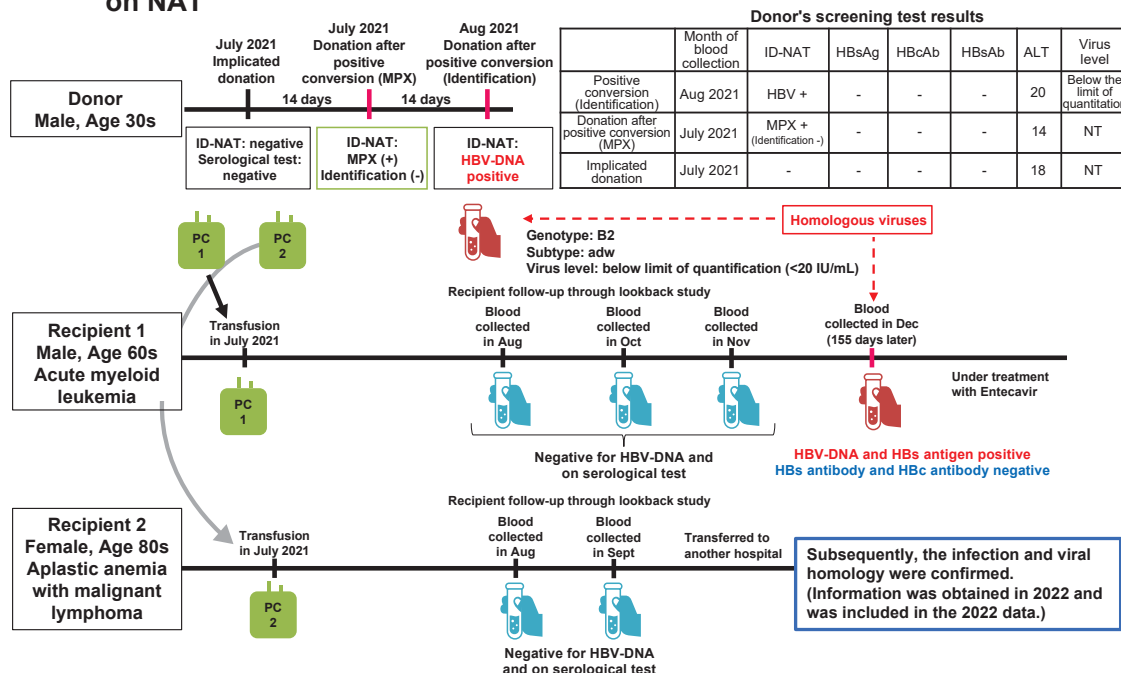 on NAT
July 2021
Implicated
donation
July 2021
Donation after
positive
conversion (MPX)
Aug 2021
Donation after
positive conversion
(Identification)
Donor
Male, Age 30s
14 days
14 days
ID-NAT: negative
Serological test:
negative
ID-NAT:
MPX (+)
Identification (-)
ID-NAT:
HBV-DNA
positive
Donor's screening test results
Month of
blood
collection
ID-NAT
HBsAg
HBcAb
HBsAb
ALT
Virus
level
Positive
conversion
(Identification)
Aug 2021
HBV +
-
-
-
20
Below the
limit of
quantitation
Donation after
positive conversion
(MPX)
July 2021
MPX +
(Identification -)
-
-
-
14
NT
Implicated
donation
July 2021
-
-
-
-
18
NT
PC
1
PC
2
Homologous viruses
Genotype: B2
Subtype: adw
Virus level: below limit of quantification (<20 IU/mL)
Recipient 1
Male, Age 60s
Acute myeloid
leukemia
Transfusion
in July 2021
PC
1
Recipient follow-up through lookback study
Blood
collected
in Aug
Blood
collected
in Oct
Blood
collected
in Nov
Blood
collected in Dec
(155 days later)
Under treatment
with Entecavir
Negative for HBV-DNA and
on serological test
HBV-DNA and HBs antigen positive
HBs antibody and HBc antibody negative
Recipient 2
Female, Age 80s
Aplastic anemia
with malignant
lymphoma
Transfusion
in July 2021
PC
2
Recipient follow-up through lookback study
Blood
collected
in Aug
Blood
collected
in Sept
Transferred to
another hospital
Negative for HBV-DNA
and on serological test
Subsequently, the infection and viral
homology were confirmed.
(Information was obtained in 2022 and
was included in the 2022 data.)